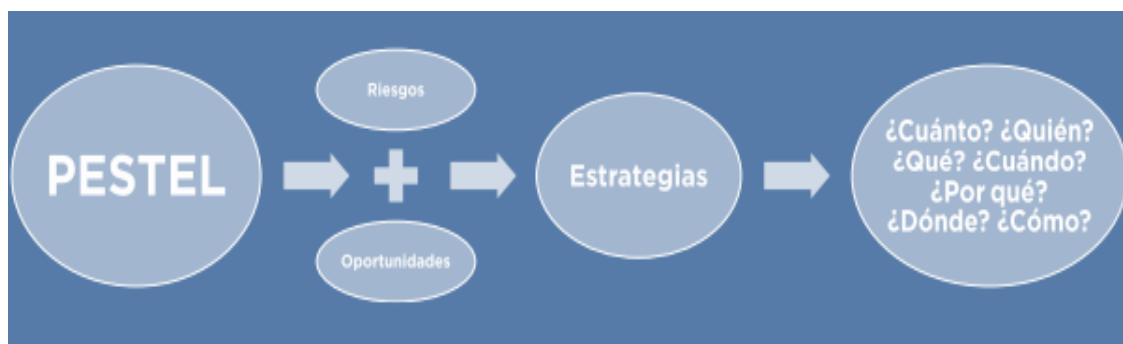 PESTEL
Riesgos
Oportunidades
Estrategias
¿Cuánto? ¿Quién?
¿Qué? ¿Cuándo?
¿Por qué?
¿Dónde? ¿Cómo?